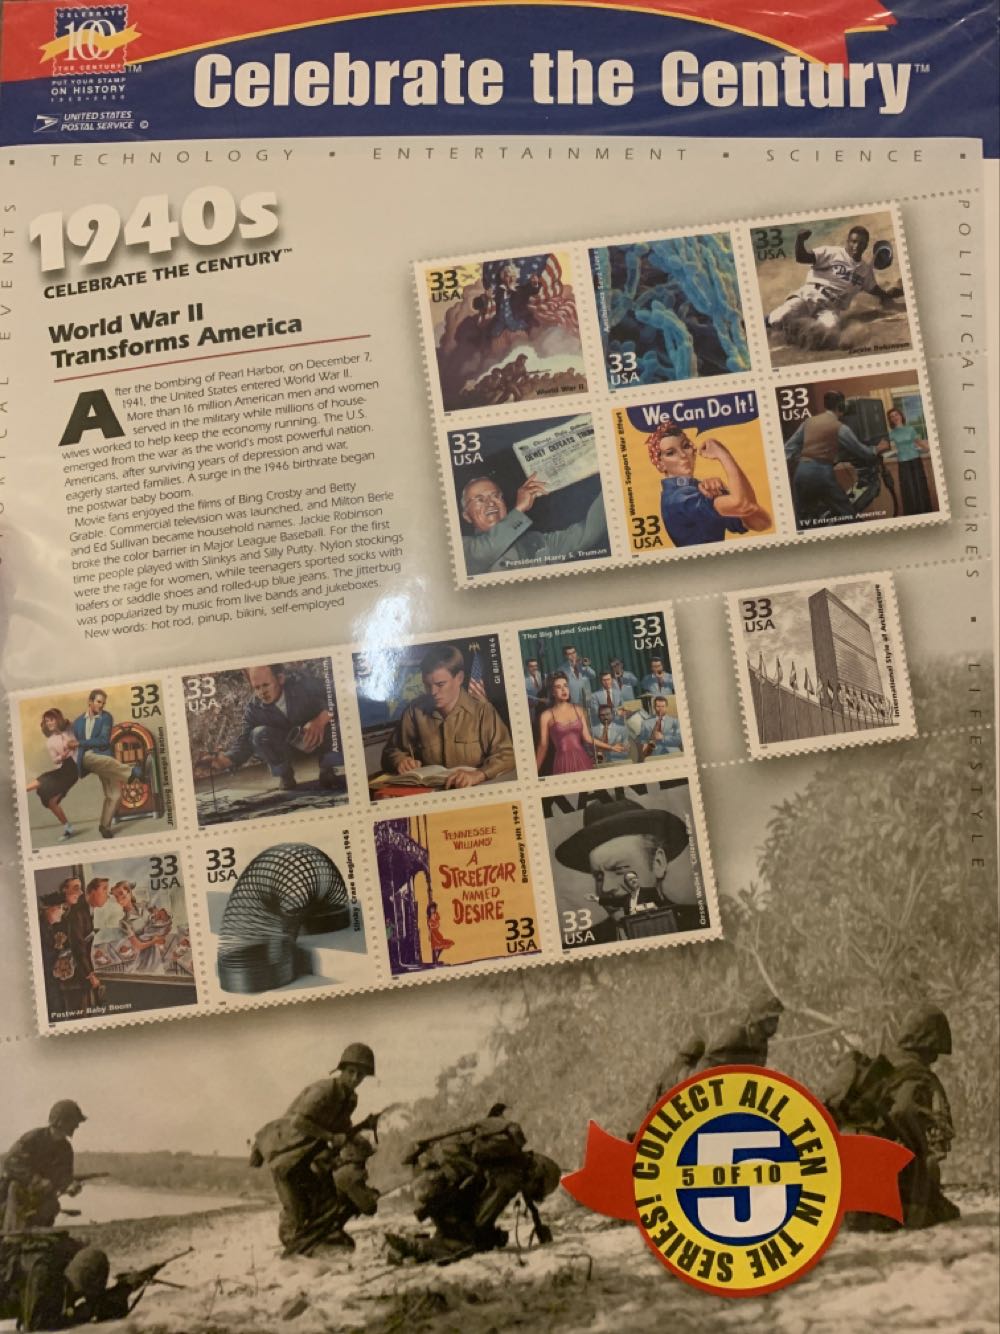 CELEBRATE
100
THE CENTURY™
PUT YOUR STAMP
ON HISTORY
UNITED STATES
POSTAL SERVICE ©
Celebrate the Century™
TECHNOLOGY • ENTERTAINMENT • SCIENCE •
POLITICAL FIGURES • LIFESTYLE
1940s
CELEBRATE THE CENTURY™
World War II
Transforms America
After the bombing of Pearl Harbor, on December 7,
1941, the United States entered World War II.
More than 16 million American men and women
served in the military while millions of house-
wives worked to help keep the economy running. The U.S.
emerged from the war as the world's most powerful nation.
Americans, after surviving years of depression and war,
eagerly started families. A surge in the 1946 birthrate began
the postwar baby boom.
Movie fans enjoyed the films of Bing Crosby and Betty
Grable. Commercial television was launched, and Milton Berle
and Ed Sullivan became household names. Jackie Robinson
broke the color barrier in Major League Baseball. For the first
time people played with Slinkys and Silly Putty. Nylon stockings
were the rage for women, while teenagers sported socks with
loafers or saddle shoes and rolled-up blue jeans. The jitterbug
was popularized by music from live bands and jukeboxes.
New words: hot rod, pinup, bikini, self-employed
33
USA
World War II
Antibiotics Save Lives
33
USA
33
USA
Jackie Robinson
33
USA
DEWEY DEFEATS TRUMAN
President Harry S. Truman
We Can Do It!
Women Support War Effort
33
USA
33
USA
TV Entertains America
33
USA
International Style of Architecture
33
USA
Jitterbug Sweeps Nation
33
USA
Abstract Expressionism
GI Bill 1944
The Big Band Sound
33
USA
33
USA
Postwar Baby Boom
33
USA
Slinky Craze Begins 1945
TENNESSEE
WILLIAMS'
A
STREETCAR
NAMED
DESIRE
Broadway Hit 1947
33
USA
KANE
33
USA
Orson Welles' Citizen Kane
COLLECT ALL TEN IN THE SERIES!
5
5 OF 10